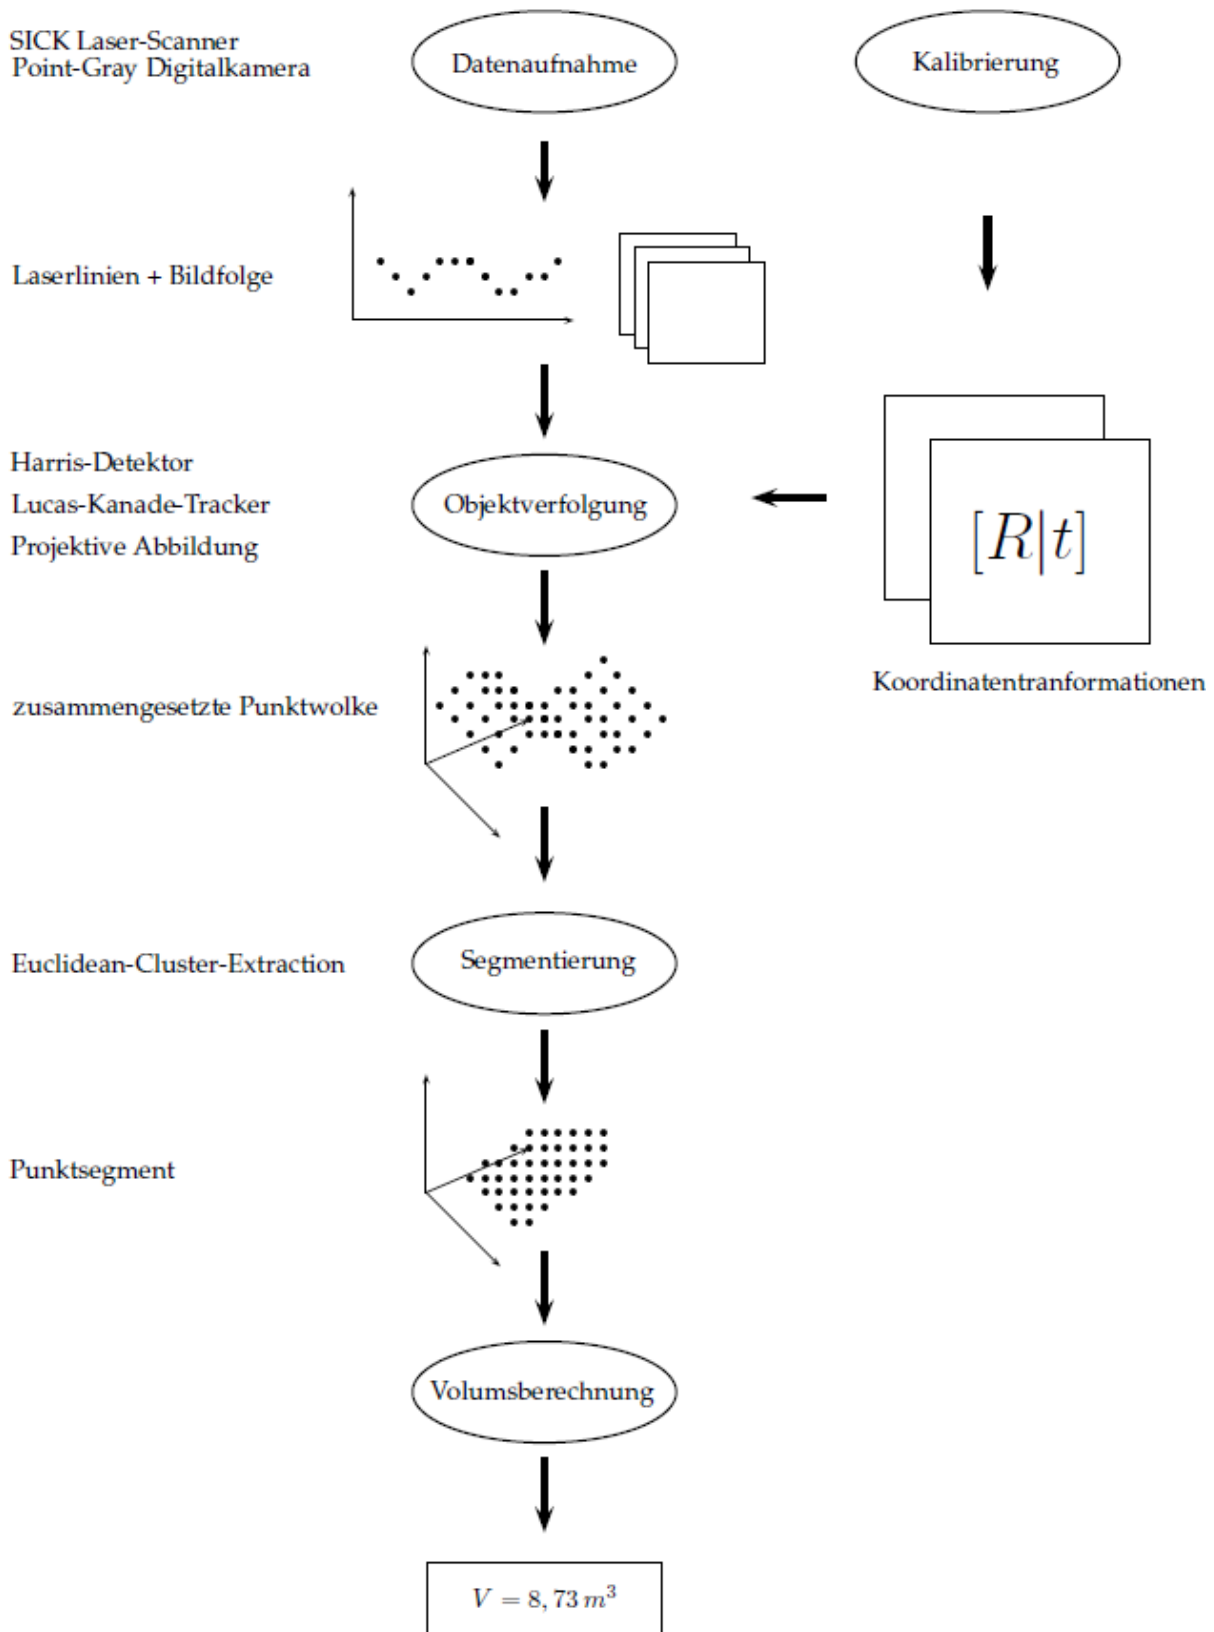 SICK Laser-Scanner
Point-Gray Digitalkamera
Datenaufnahme
Kalibrierung
Laserlinien + Bildfolge
Harris-Detektor
Lucas-Kanade-Tracker
Projektive Abbildung
Objektverfolgung
[R|t]
Koordinatentranformationen
zusammengesetzte Punktwolke
Euclidean-Cluster-Extraction
Segmentierung
Punktsegment
Volumsberechnung
V = 8, 73 m³